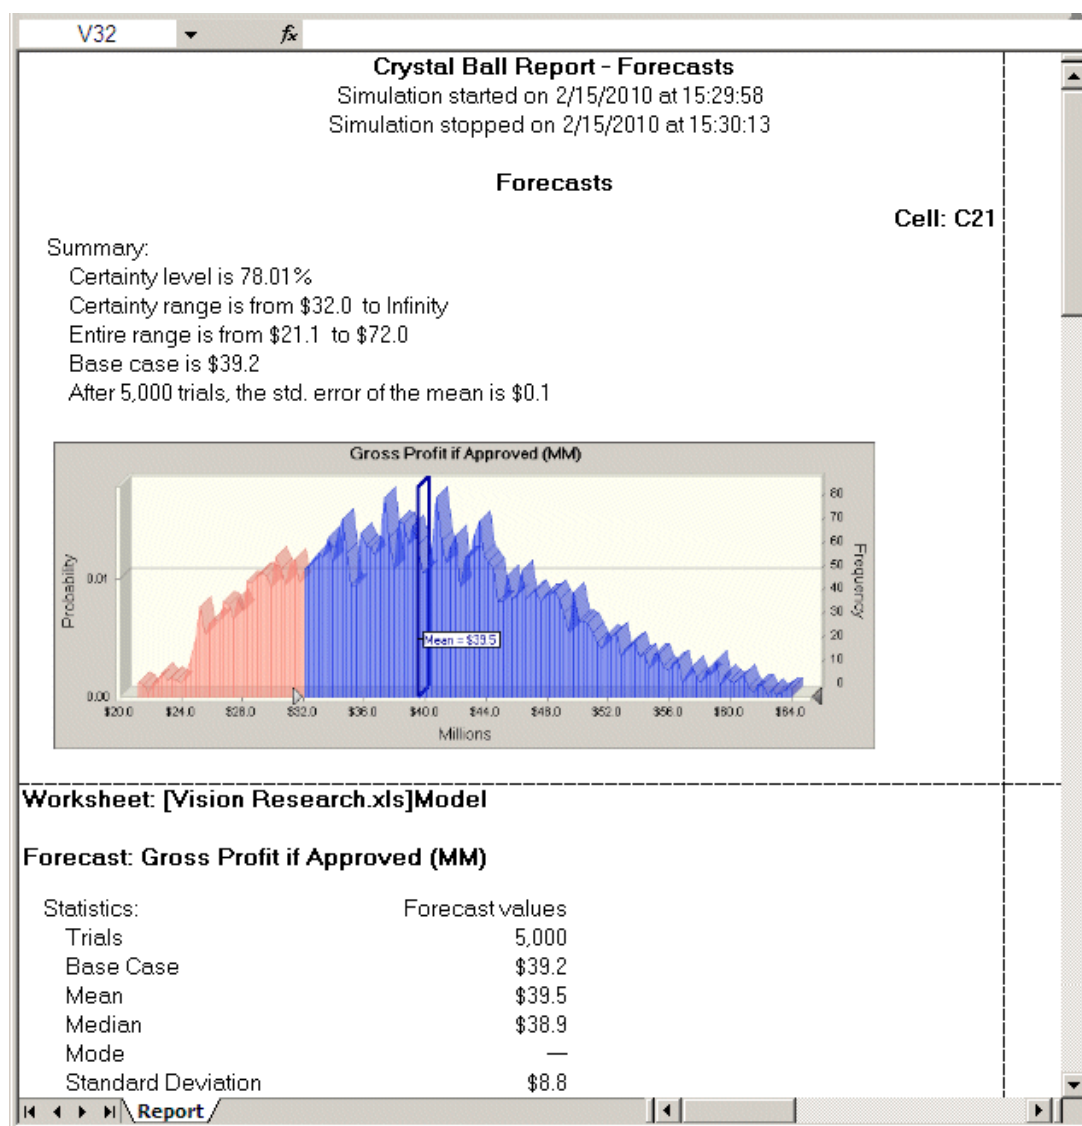 V32
fx
Crystal Ball Report - Forecasts
Simulation started on 2/15/2010 at 15:29:58
Simulation stopped on 2/15/2010 at 15:30:13
Forecasts
Cell: C21
Summary:
Certainty level is 78.01%
Certainty range is from $32.0 to Infinity
Entire range is from $21.1 to $72.0
Base case is $39.2
After 5,000 trials, the std. error of the mean is $0.1
Gross Profit if Approved (MM)
Probability
0.01
0.00
Mean = $39.5
80
70
60
50
40
30
20
10
0
Frequency
$20.0 $24.0 $28.0 $32.0 $36.0 $40.0 $44.0 $48.0 $52.0 $56.0 $60.0 $64.0
Millions
Worksheet: [Vision Research.xls]Model
Forecast: Gross Profit if Approved (MM)
Statistics: Forecast values
Trials 5,000
Base Case $39.2
Mean $39.5
Median $38.9
Mode —
Standard Deviation $8.8
Report